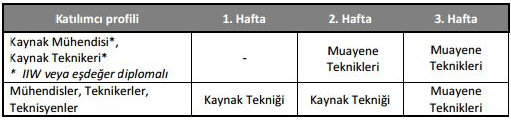 Katılımcı profili 1. Hafta 2. Hafta 3. Hafta
Kaynak Mühendisi*,
Kaynak Teknikeri*
* IIW veya eşdeğer diplomalı
-
Muayene
Teknikleri
Muayene
Teknikleri
Mühendisler, Teknikerler,
Teknisyenler
Kaynak Tekniği
Kaynak Tekniği
Muayene
Teknikleri